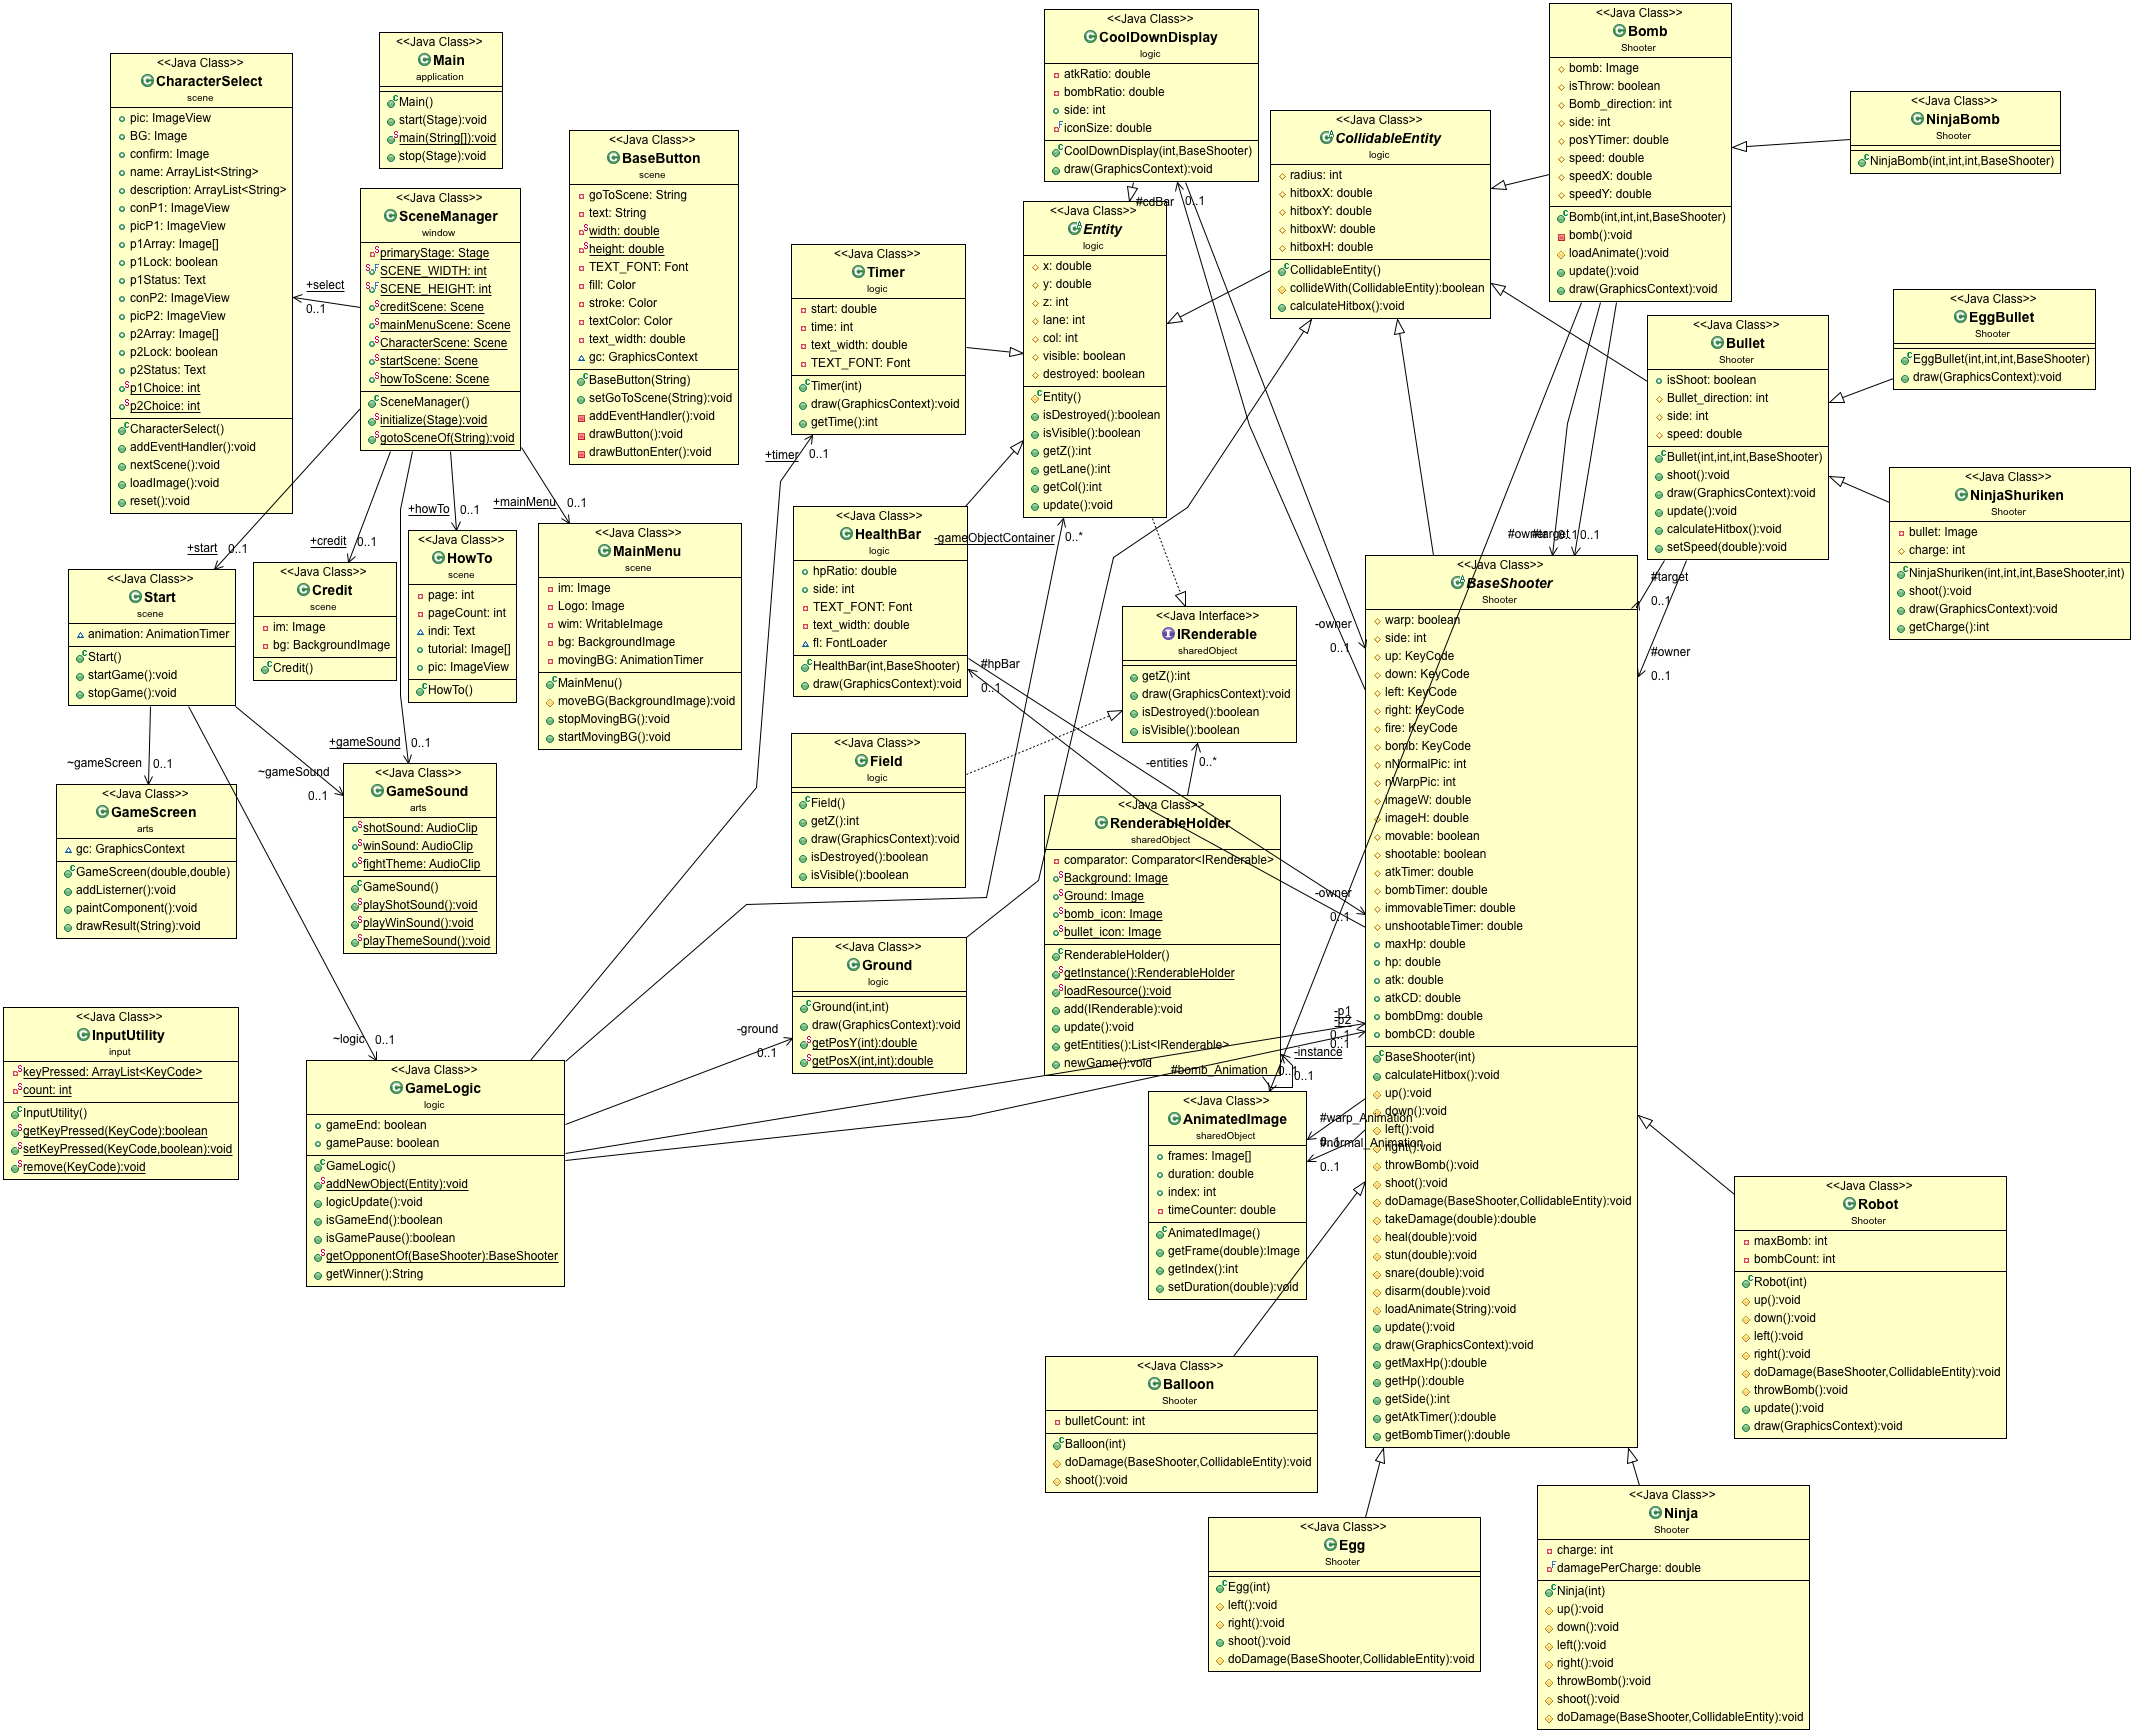 <<Java Class>>
CharacterSelect
scene
pic: ImageView
BG: Image
confirm: Image
name: ArrayList<String>
description: ArrayList<String>
conP1: ImageView
picP1: ImageView
p1Array: Image[]
p1Lock: boolean
p1Status: Text
conP2: ImageView
picP2: ImageView
p2Array: Image[]
p2Lock: boolean
p2Status: Text
p1Choice: int
p2Choice: int
CharacterSelect()
addEventHandler():void
nextScene():void
loadImage():void
reset():void
<<Java Class>>
Main
application
Main()
start(Stage):void
main(String[]):void
stop(Stage):void
<<Java Class>>
SceneManager
window
primaryStage: Stage
SCENE_WIDTH: int
SCENE_HEIGHT: int
creditScene: Scene
mainMenuScene: Scene
CharacterScene: Scene
startScene: Scene
howToScene: Scene
SceneManager()
initialize(Stage):void
gotoSceneOf(String):void
+select
0..1
<<Java Class>>
BaseButton
scene
goToScene: String
text: String
width: double
height: double
TEXT_FONT: Font
fill: Color
stroke: Color
textColor: Color
text_width: double
gc: GraphicsContext
BaseButton(String)
setGoToScene(String):void
addEventHandler():void
drawButton():void
drawButtonEnter():void
<<Java Class>>
Timer
logic
start: double
time: int
text_width: double
TEXT_FONT: Font
Timer(int)
draw(GraphicsContext):void
getTime():int
+timer
0..1
<<Java Class>>
CoolDownDisplay
logic
atkRatio: double
bombRatio: double
side: int
iconSize: double
CoolDownDisplay(int,BaseShooter)
draw(GraphicsContext):void
#cdBar
0..1
<<Java Class>>
Entity
logic
x: double
y: double
z: int
lane: int
col: int
visible: boolean
destroyed: boolean
Entity()
isDestroyed():boolean
isVisible():boolean
getZ():int
getLane():int
getCol():int
update():void
-gameObjectContainer
0..*
<<Java Class>>
CollidableEntity
logic
radius: int
hitboxX: double
hitboxY: double
hitboxW: double
hitboxH: double
CollidableEntity()
collideWith(CollidableEntity):boolean
calculateHitbox():void
<<Java Class>>
Bomb
Shooter
bomb: Image
isThrow: boolean
Bomb_direction: int
side: int
posYTimer: double
speed: double
speedX: double
speedY: double
Bomb(int,int,int,BaseShooter)
bomb():void
loadAnimate():void
update():void
draw(GraphicsContext):void
<<Java Class>>
NinjaBomb
Shooter
NinjaBomb(int,int,int,BaseShooter)
<<Java Class>>
EggBullet
Shooter
EggBullet(int,int,int,BaseShooter)
draw(GraphicsContext):void
<<Java Class>>
Bullet
Shooter
isShoot: boolean
Bullet_direction: int
side: int
speed: double
Bullet(int,int,int,BaseShooter)
shoot():void
draw(GraphicsContext):void
update():void
calculateHitbox():void
setSpeed(double):void
<<Java Class>>
NinjaShuriken
Shooter
bullet: Image
charge: int
NinjaShuriken(int,int,int,BaseShooter,int)
shoot():void
draw(GraphicsContext):void
getCharge():int
#owner
#target
0..1
0..1
#target
0..1
#owner
0..1
+start
0..1
+credit
0..1
+howTo
0..1
+mainMenu
0..1
<<Java Class>>
Start
scene
animation: AnimationTimer
Start()
startGame():void
stopGame():void
<<Java Class>>
Credit
scene
im: Image
bg: BackgroundImage
Credit()
<<Java Class>>
HowTo
scene
page: int
pageCount: int
indi: Text
tutorial: Image[]
pic: ImageView
HowTo()
<<Java Class>>
MainMenu
scene
im: Image
Logo: Image
wim: WritableImage
bg: BackgroundImage
movingBG: AnimationTimer
MainMenu()
moveBG(BackgroundImage):void
stopMovingBG():void
startMovingBG():void
<<Java Class>>
HealthBar
logic
hpRatio: double
side: int
TEXT_FONT: Font
text_width: double
fl: FontLoader
HealthBar(int,BaseShooter)
draw(GraphicsContext):void
#hpBar
0..1
<<Java Interface>>
IRenderable
sharedObject
getZ():int
draw(GraphicsContext):void
isDestroyed():boolean
isVisible():boolean
-entities
0..*
-owner
0..1
-owner
0..1
<<Java Class>>
Field
logic
Field()
getZ():int
draw(GraphicsContext):void
isDestroyed():boolean
isVisible():boolean
~gameScreen
0..1
~gameSound
0..1
+gameSound
0..1
<<Java Class>>
GameScreen
arts
gc: GraphicsContext
GameScreen(double,double)
addListerner():void
paintComponent():void
drawResult(String):void
<<Java Class>>
GameSound
arts
shotSound: AudioClip
winSound: AudioClip
fightTheme: AudioClip
GameSound()
playShotSound():void
playWinSound():void
playThemeSound():void
<<Java Class>>
RenderableHolder
sharedObject
comparator: Comparator<IRenderable>
Background: Image
Ground: Image
bomb_icon: Image
bullet_icon: Image
RenderableHolder()
getInstance():RenderableHolder
loadResource():void
add(IRenderable):void
update():void
getEntities():List<IRenderable>
newGame():void
-instance
0..1
<<Java Class>>
Ground
logic
Ground(int,int)
draw(GraphicsContext):void
getPosY(int):double
getPosX(int,int):double
-ground
0..1
<<Java Class>>
InputUtility
input
keyPressed: ArrayList<KeyCode>
count: int
InputUtility()
getKeyPressed(KeyCode):boolean
setKeyPressed(KeyCode,boolean):void
remove(KeyCode):void
~logic
0..1
<<Java Class>>
GameLogic
logic
gameEnd: boolean
gamePause: boolean
GameLogic()
addNewObject(Entity):void
logicUpdate():void
isGameEnd():boolean
isGamePause():boolean
getOpponentOf(BaseShooter):BaseShooter
getWinner():String
-p1
-p2
0..1
0..1
#bomb_Animation
0..1
#warp_Animation
0..1
#normal_Animation
0..1
<<Java Class>>
AnimatedImage
sharedObject
frames: Image[]
duration: double
index: int
timeCounter: double
AnimatedImage()
getFrame(double):Image
getIndex():int
setDuration(double):void
<<Java Class>>
BaseShooter
Shooter
warp: boolean
side: int
up: KeyCode
down: KeyCode
left: KeyCode
right: KeyCode
fire: KeyCode
bomb: KeyCode
nNormalPic: int
nWarpPic: int
imageW: double
imageH: double
movable: boolean
shootable: boolean
atkTimer: double
bombTimer: double
immovableTimer: double
unshootableTimer: double
maxHp: double
hp: double
atk: double
atkCD: double
bombDmg: double
bombCD: double
BaseShooter(int)
calculateHitbox():void
up():void
down():void
left():void
right():void
throwBomb():void
shoot():void
doDamage(BaseShooter,CollidableEntity):void
takeDamage(double):double
heal(double):void
stun(double):void
snare(double):void
disarm(double):void
loadAnimate(String):void
update():void
draw(GraphicsContext):void
getMaxHp():double
getHp():double
getSide():int
getAtkTimer():double
getBombTimer():double
<<Java Class>>
Robot
Shooter
maxBomb: int
bombCount: int
Robot(int)
up():void
down():void
left():void
right():void
doDamage(BaseShooter,CollidableEntity):void
throwBomb():void
update():void
draw(GraphicsContext):void
<<Java Class>>
Balloon
Shooter
bulletCount: int
Balloon(int)
doDamage(BaseShooter,CollidableEntity):void
shoot():void
<<Java Class>>
Egg
Shooter
Egg(int)
left():void
right():void
shoot():void
doDamage(BaseShooter,CollidableEntity):void
<<Java Class>>
Ninja
Shooter
charge: int
damagePerCharge: double
Ninja(int)
up():void
down():void
left():void
right():void
throwBomb():void
shoot():void
doDamage(BaseShooter,CollidableEntity):void